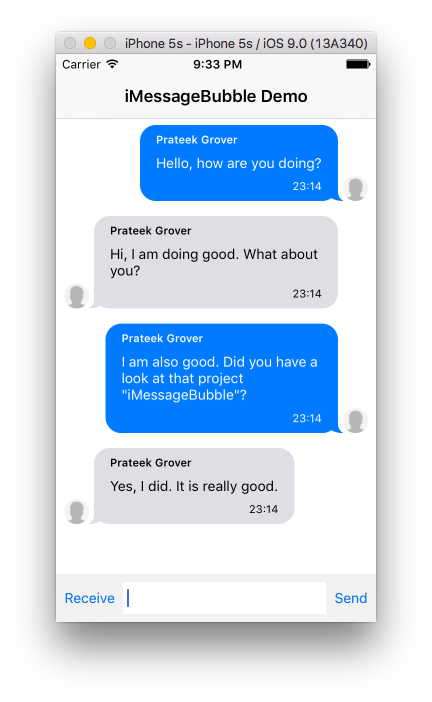 iPhone 5s - iPhone 5s / iOS 9.0 (13A340)
Carrier 9:33 PM
iMessageBubble Demo
Prateek Grover
Hello, how are you doing?
23:14
Prateek Grover
Hi, I am doing good. What about
you?
23:14
Prateek Grover
I am also good. Did you have a
look at that project
"iMessageBubble"?
23:14
Prateek Grover
Yes, I did. It is really good.
23:14
Receive Send